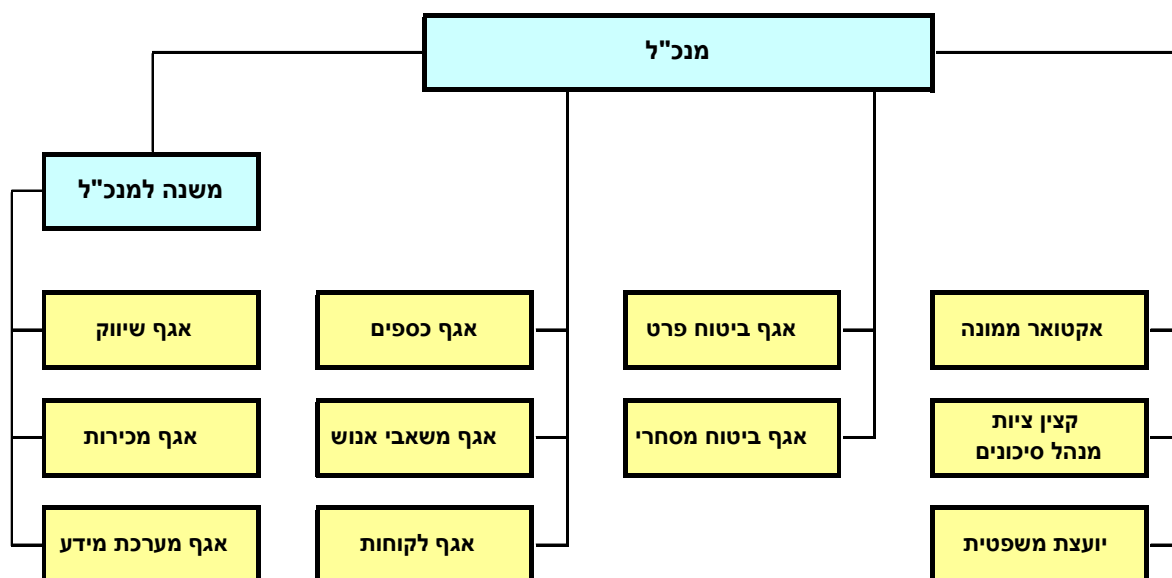 מנכ"ל
משנה למנכ"ל
אקטואר ממונה
אגף ביטוח פרט
אגף כספים
אגף שיווק
קצין ציות
מנהל סיכונים
אגף ביטוח מסחרי
אגף משאבי אנוש
אגף מכירות
יועצת משפטית
אגף לקוחות
אגף מערכת מידע